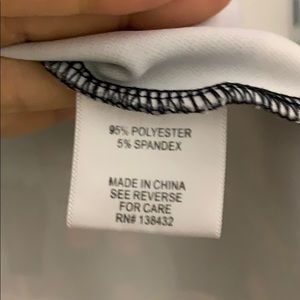 95% POLYESTER
5% SPANDEX
MADE IN CHINA
SEE REVERSE
FOR CARE
RN# 138432